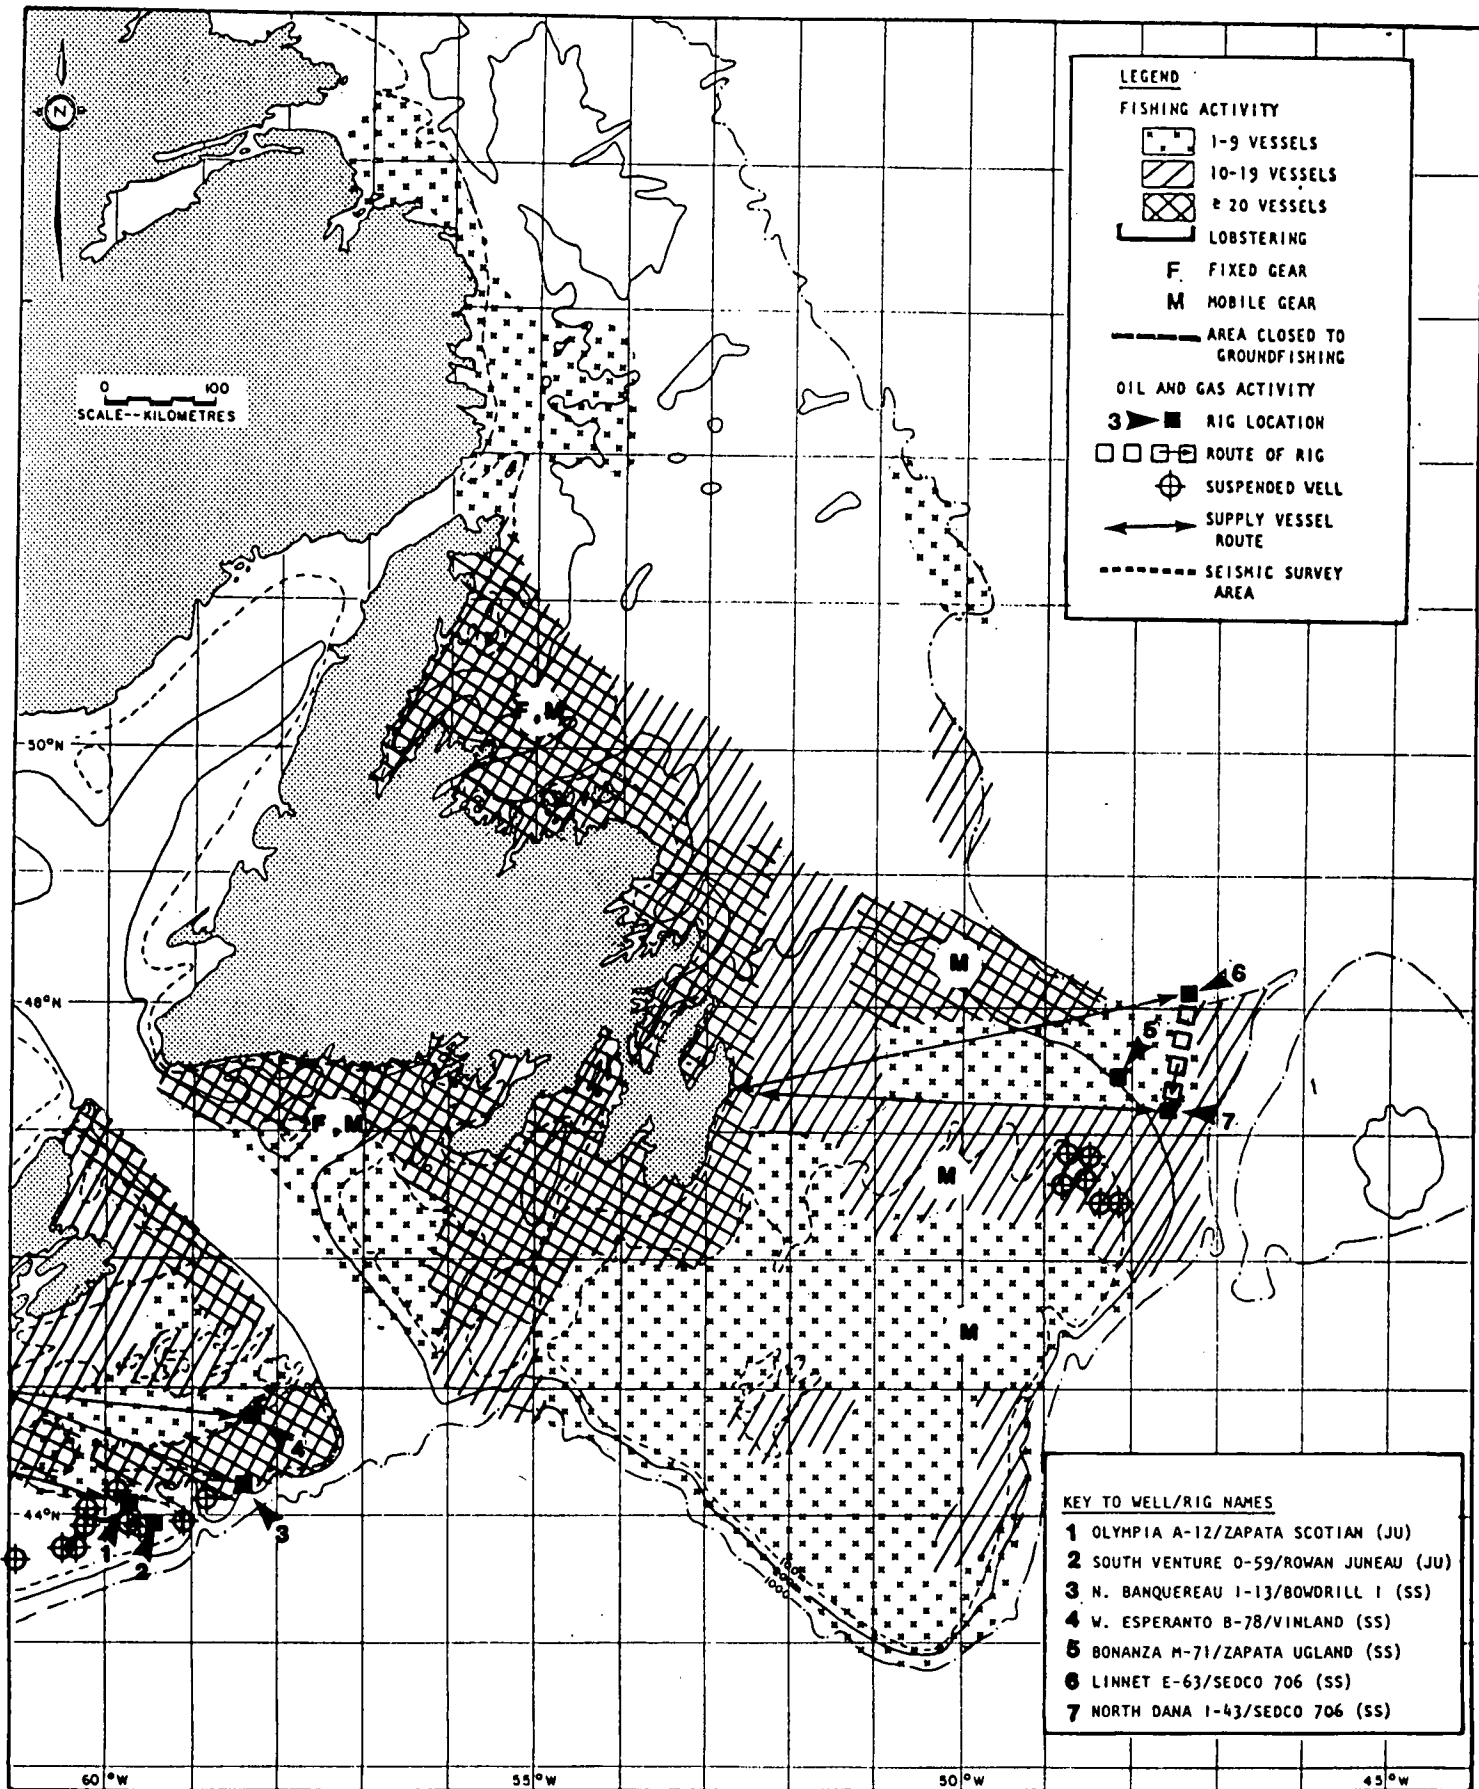 N
LEGEND
FISHING ACTIVITY
1-9 VESSELS
10-19 VESSELS
≥ 20 VESSELS
LOBSTERING
F FIXED GEAR
M MOBILE GEAR
AREA CLOSED TO
GROUNDFISHING
OIL AND GAS ACTIVITY
3 RIG LOCATION
ROUTE OF RIG
SUSPENDED WELL
SUPPLY VESSEL
ROUTE
SEISMIC SURVEY
AREA
0 100
SCALE--KILOMETRES
F, M
50°N
M
6
48°N
5
7
F, M
M
M
4
44°N
3
1
2
100m
200m
1000
KEY TO WELL/RIG NAMES
1 OLYMPIA A-12/ZAPATA SCOTIAN (JU)
2 SOUTH VENTURE O-59/ROWAN JUNEAU (JU)
3 N. BANQUEREAU I-13/BOWDRILL I (SS)
4 W. ESPERANTO B-78/VINLAND (SS)
5 BONANZA M-71/ZAPATA UGLAND (SS)
6 LINNET E-63/SEDCO 706 (SS)
7 NORTH DANA I-43/SEDCO 706 (SS)
60°W 55°W 50°W 45°W